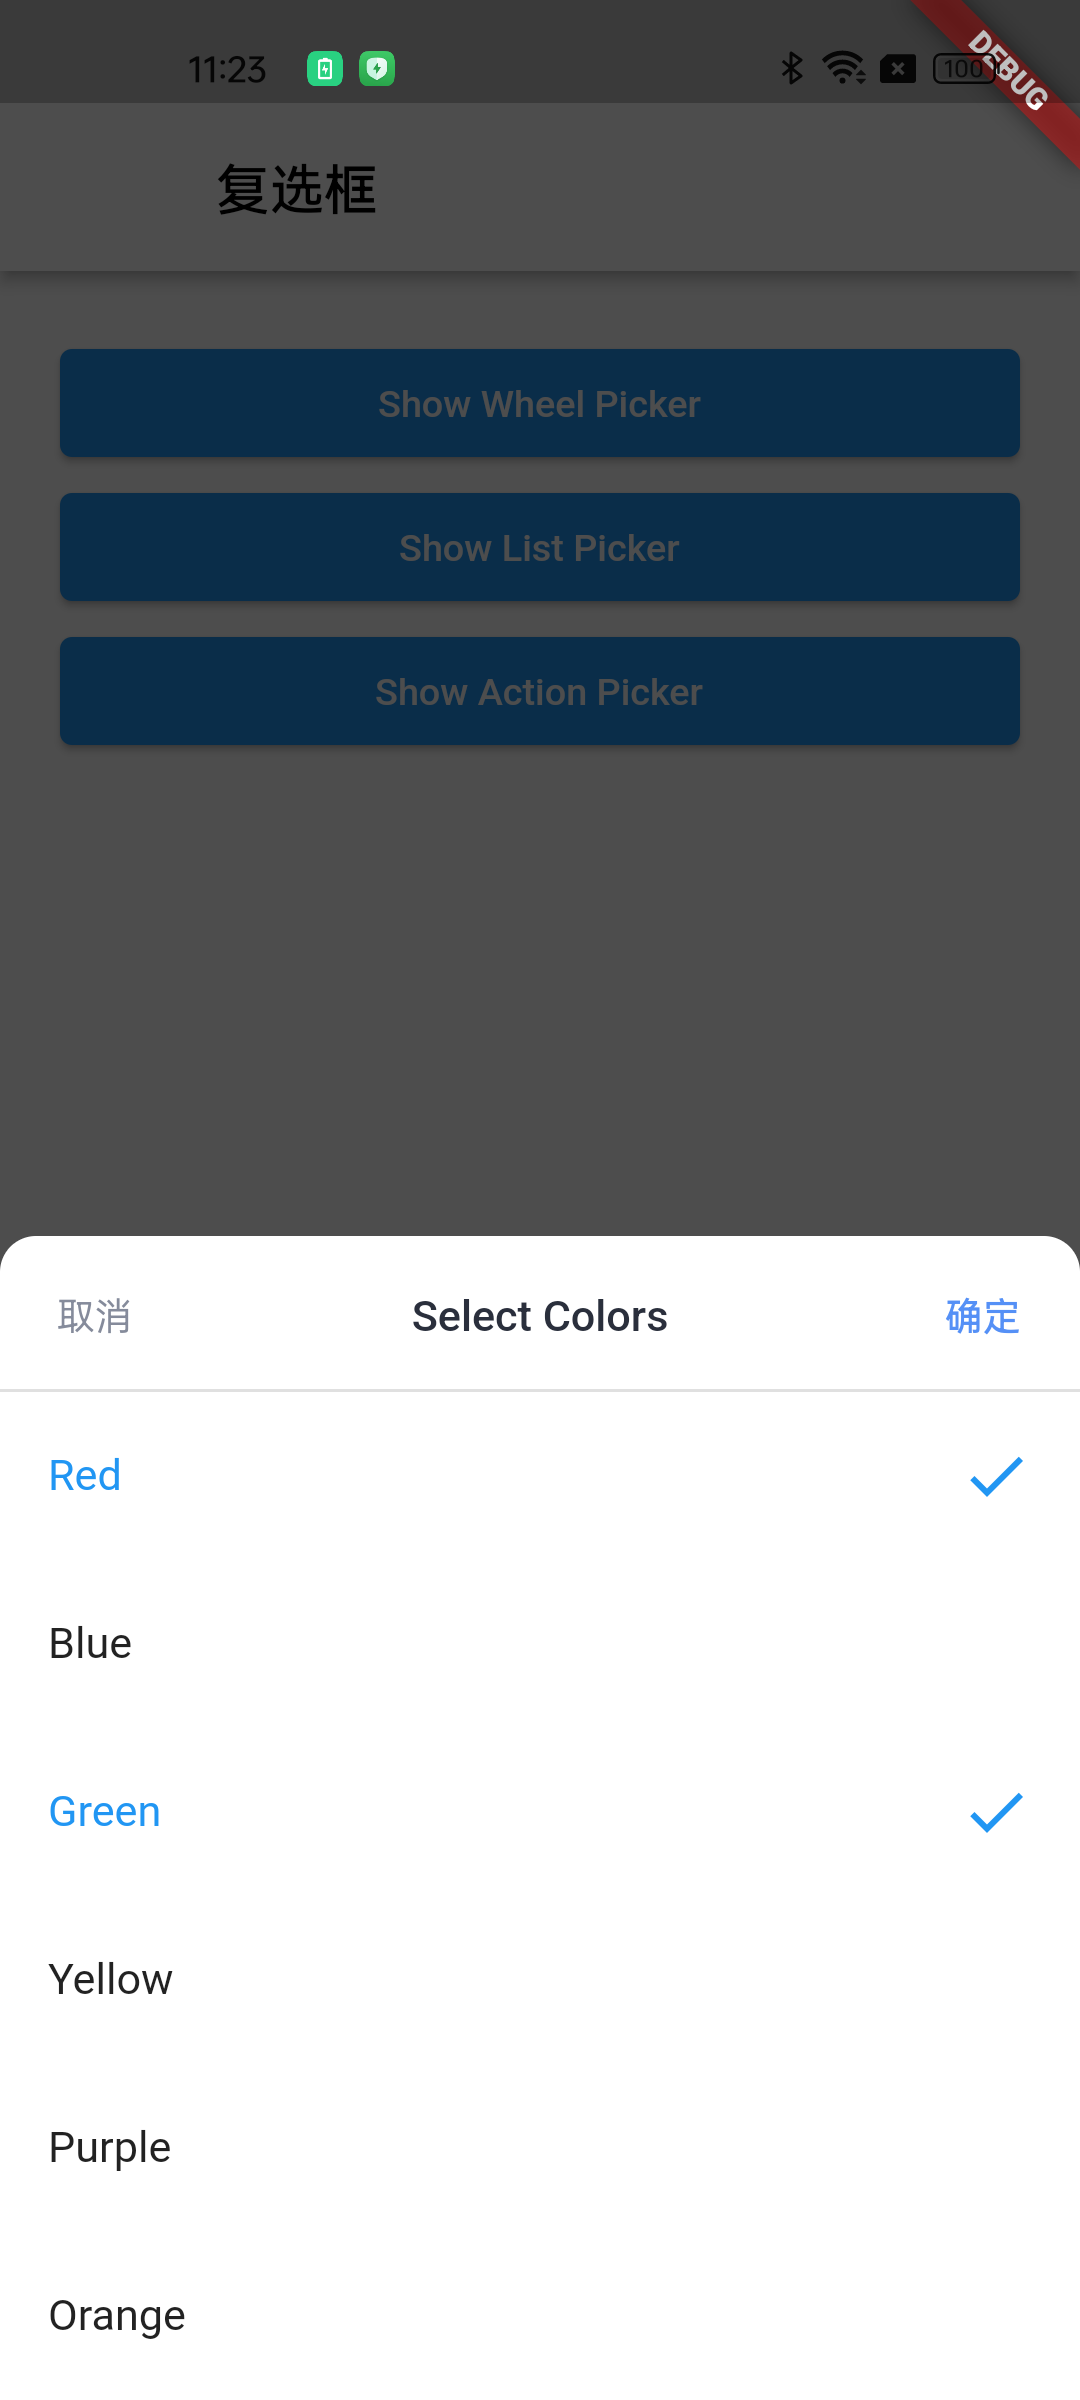 11:23
100
DEBUG
复选框
Show Wheel Picker
Show List Picker
Show Action Picker
取消 Select Colors 确定
Red
Blue
Green
Yellow
Purple
Orange